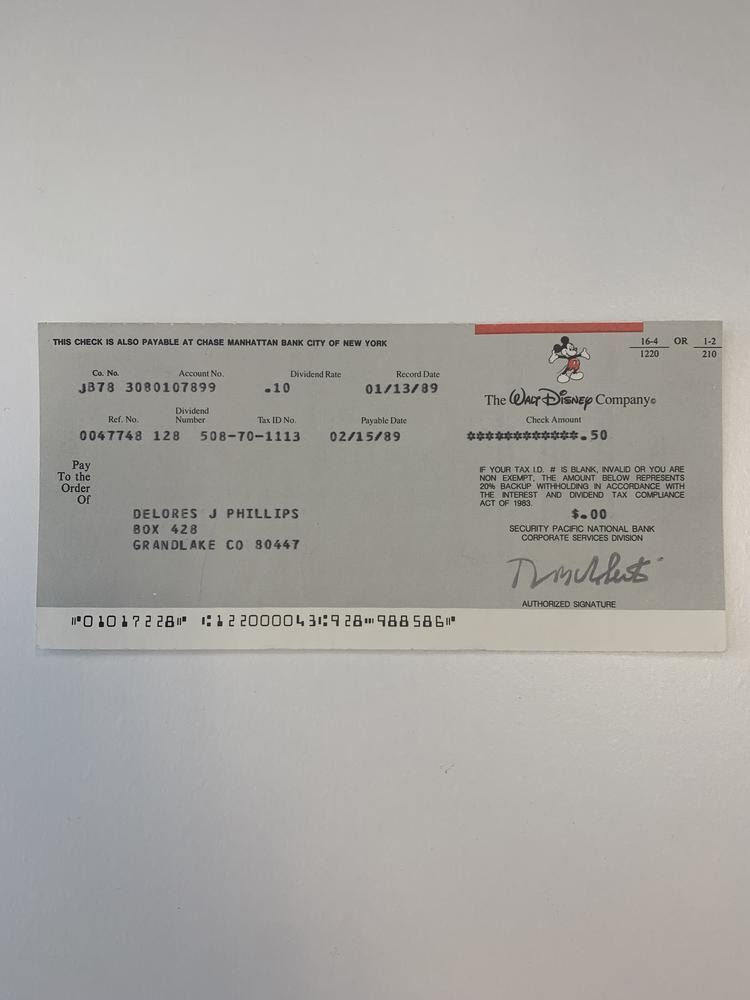 THIS CHECK IS ALSO PAYABLE AT CHASE MANHATTAN BANK CITY OF NEW YORK
16-4 OR 1-2
1220 210
Co. No. Account No. Dividend Rate Record Date
JB78 3080107899 .10 01/13/89
The Walt Disney Company©
Ref. No. Dividend Number Tax ID No. Payable Date
0047748 128 508-70-1113 02/15/89
Check Amount
************.50
Pay
To the
Order
Of
DELORES J PHILLIPS
BOX 428
GRANDLAKE CO 80447
IF YOUR TAX I.D. # IS BLANK, INVALID OR YOU ARE
NON EXEMPT, THE AMOUNT BELOW REPRESENTS
20% BACKUP WITHHOLDING IN ACCORDANCE WITH
THE INTEREST AND DIVIDEND TAX COMPLIANCE
ACT OF 1983.
$.00
SECURITY PACIFIC NATIONAL BANK
CORPORATE SERVICES DIVISION
AUTHORIZED SIGNATURE
⑈01017228⑈ ⑆122000043⑆928⑉988586⑈